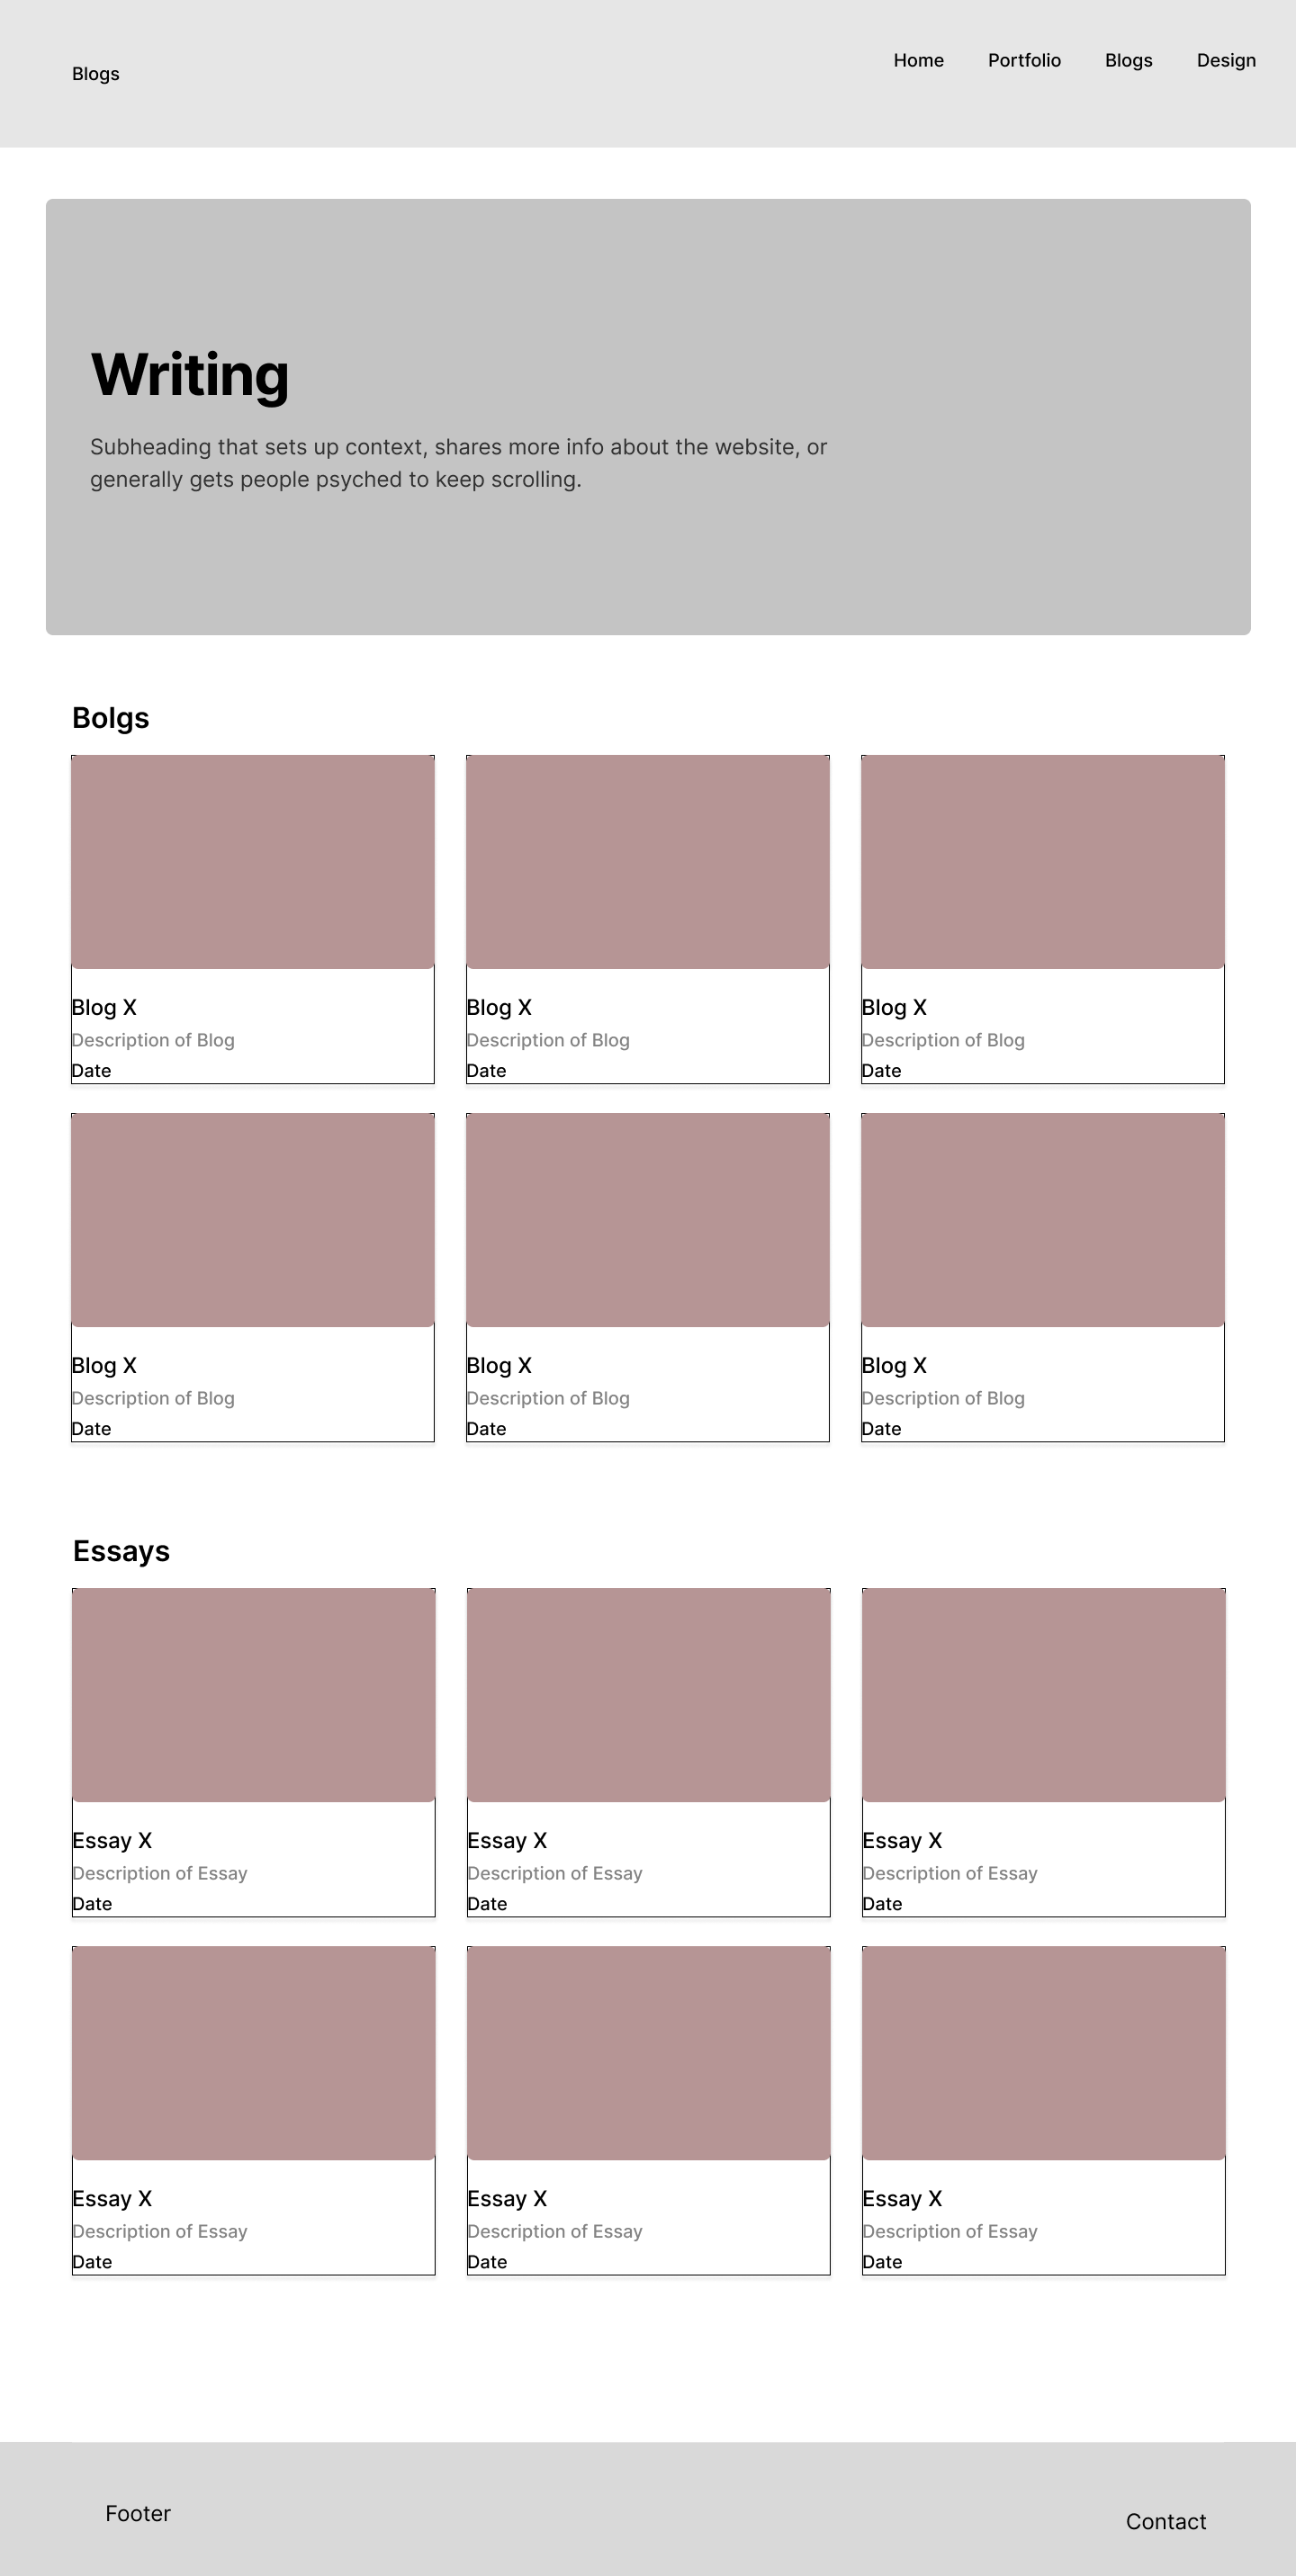 Blogs
Home Portfolio Blogs Design
Writing
Subheading that sets up context, shares more info about the website, or
generally gets people psyched to keep scrolling.
Bolgs
Blog X
Description of Blog
Date
Blog X
Description of Blog
Date
Blog X
Description of Blog
Date
Blog X
Description of Blog
Date
Blog X
Description of Blog
Date
Blog X
Description of Blog
Date
Essays
Essay X
Description of Essay
Date
Essay X
Description of Essay
Date
Essay X
Description of Essay
Date
Essay X
Description of Essay
Date
Essay X
Description of Essay
Date
Essay X
Description of Essay
Date
Footer
Contact